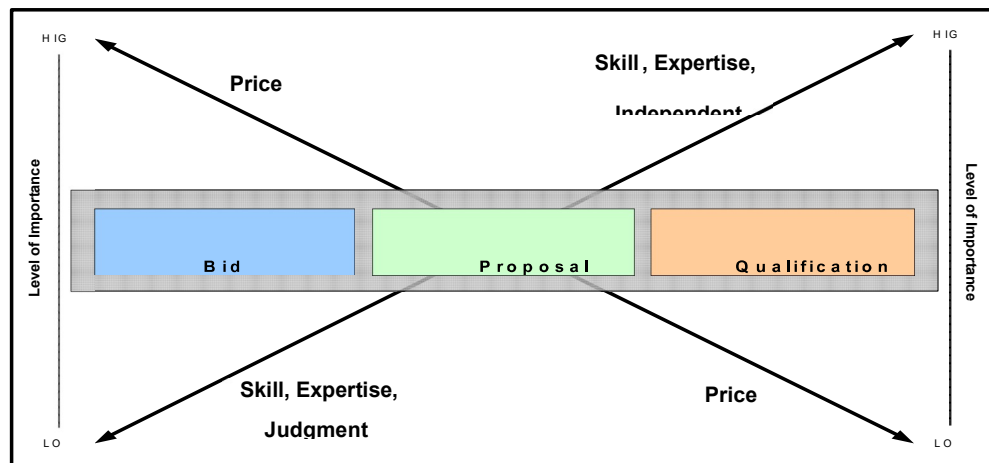 HIG
HIG
Skill, Expertise,
Price
Independent
Level of Importance
Level of Importance
Bid
Proposal
Qualification
Skill, Expertise,
Price
Judgment
LO
LO